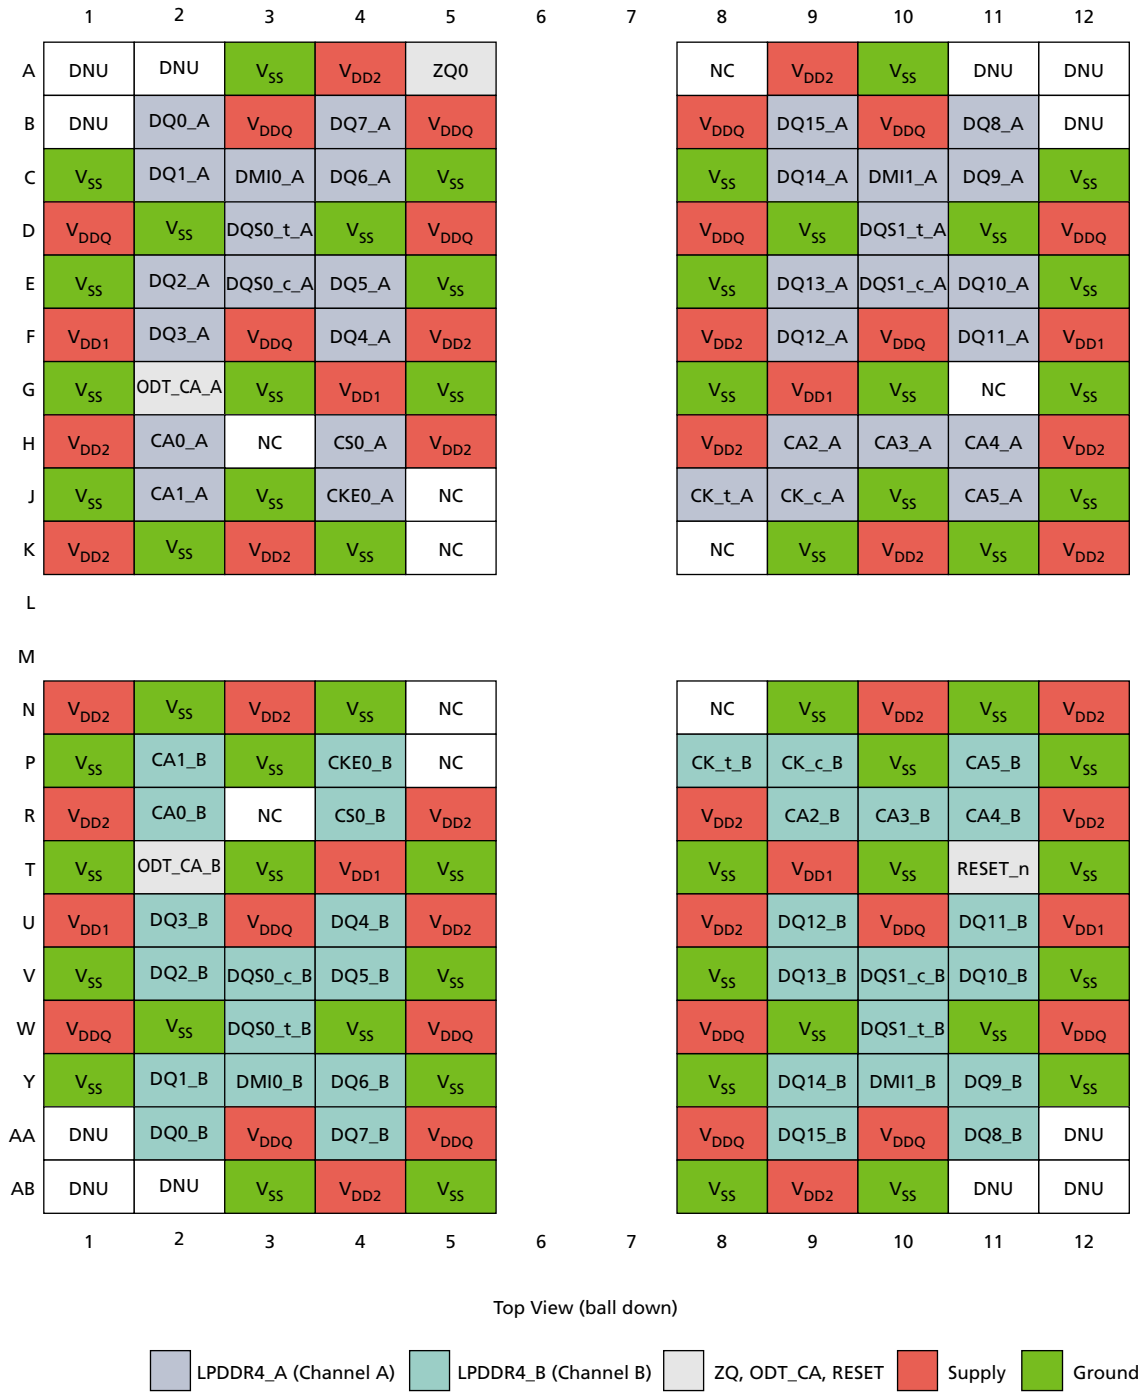 1 2 3 4 5 6 7 8 9 10 11 12
A DNU DNU VSS VDD2 ZQ0 NC VDD2 VSS DNU DNU
B DNU DQ0_A VDDQ DQ7_A VDDQ VDDQ DQ15_A VDDQ DQ8_A DNU
C VSS DQ1_A DMI0_A DQ6_A VSS VSS DQ14_A DMI1_A DQ9_A VSS
D VDDQ VSS DQS0_t_A VSS VDDQ VDDQ VSS DQS1_t_A VSS VDDQ
E VSS DQ2_A DQS0_c_A DQ5_A VSS VSS DQ13_A DQS1_c_A DQ10_A VSS
F VDD1 DQ3_A VDDQ DQ4_A VDD2 VDD2 DQ12_A VDDQ DQ11_A VDD1
G VSS ODT_CA_A VSS VDD1 VSS VSS VDD1 VSS NC VSS
H VDD2 CA0_A NC CS0_A VDD2 VDD2 CA2_A CA3_A CA4_A VDD2
J VSS CA1_A VSS CKE0_A NC CK_t_A CK_c_A VSS CA5_A VSS
K VDD2 VSS VDD2 VSS NC NC VSS VDD2 VSS VDD2
L
M
N VDD2 VSS VDD2 VSS NC NC VSS VDD2 VSS VDD2
P VSS CA1_B VSS CKE0_B NC CK_t_B CK_c_B VSS CA5_B VSS
R VDD2 CA0_B NC CS0_B VDD2 VDD2 CA2_B CA3_B CA4_B VDD2
T VSS ODT_CA_B VSS VDD1 VSS VSS VDD1 VSS RESET_n VSS
U VDD1 DQ3_B VDDQ DQ4_B VDD2 VDD2 DQ12_B VDDQ DQ11_B VDD1
V VSS DQ2_B DQS0_c_B DQ5_B VSS VSS DQ13_B DQS1_c_B DQ10_B VSS
W VDDQ VSS DQS0_t_B VSS VDDQ VDDQ VSS DQS1_t_B VSS VDDQ
Y VSS DQ1_B DMI0_B DQ6_B VSS VSS DQ14_B DMI1_B DQ9_B VSS
AA DNU DQ0_B VDDQ DQ7_B VDDQ VDDQ DQ15_B VDDQ DQ8_B DNU
AB DNU DNU VSS VDD2 VSS VSS VDD2 VSS DNU DNU
1 2 3 4 5 6 7 8 9 10 11 12
Top View (ball down)
LPDDR4_A (Channel A) LPDDR4_B (Channel B) ZQ, ODT_CA, RESET Supply Ground